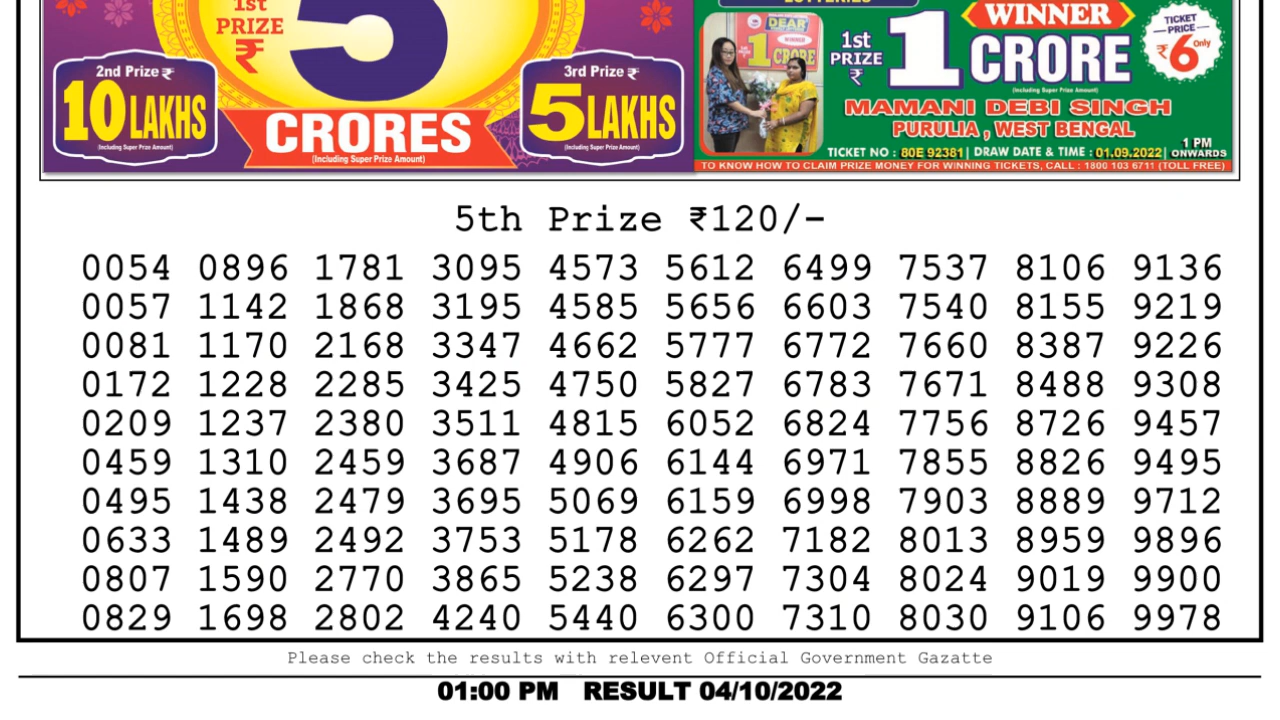 1st
PRIZE
₹
5
CRORES
(Including Super Prize Amount)
2nd Prize ₹
10 LAKHS
(Including Super Prize Amount)
3rd Prize ₹
5 LAKHS
(Including Super Prize Amount)
LOTTERIES
DEAR
1 CRORE
WINNER
1st
PRIZE
₹
1 CRORE
(Including Super Prize Amount)
TICKET
PRICE
₹6 Only
MAMANI DEBI SINGH
PURULIA , WEST BENGAL
TICKET NO : 80E 92381 | DRAW DATE & TIME : 01.09.2022 | 1 PM ONWARDS
TO KNOW HOW TO CLAIM PRIZE MONEY FOR WINNING TICKETS, CALL : 1800 103 6711 (TOLL FREE)
5th Prize ₹120/-
0054 0896 1781 3095 4573 5612 6499 7537 8106 9136
0057 1142 1868 3195 4585 5656 6603 7540 8155 9219
0081 1170 2168 3347 4662 5777 6772 7660 8387 9226
0172 1228 2285 3425 4750 5827 6783 7671 8488 9308
0209 1237 2380 3511 4815 6052 6824 7756 8726 9457
0459 1310 2459 3687 4906 6144 6971 7855 8826 9495
0495 1438 2479 3695 5069 6159 6998 7903 8889 9712
0633 1489 2492 3753 5178 6262 7182 8013 8959 9896
0807 1590 2770 3865 5238 6297 7304 8024 9019 9900
0829 1698 2802 4240 5440 6300 7310 8030 9106 9978
Please check the results with relevent Official Government Gazatte
01:00 PM RESULT 04/10/2022